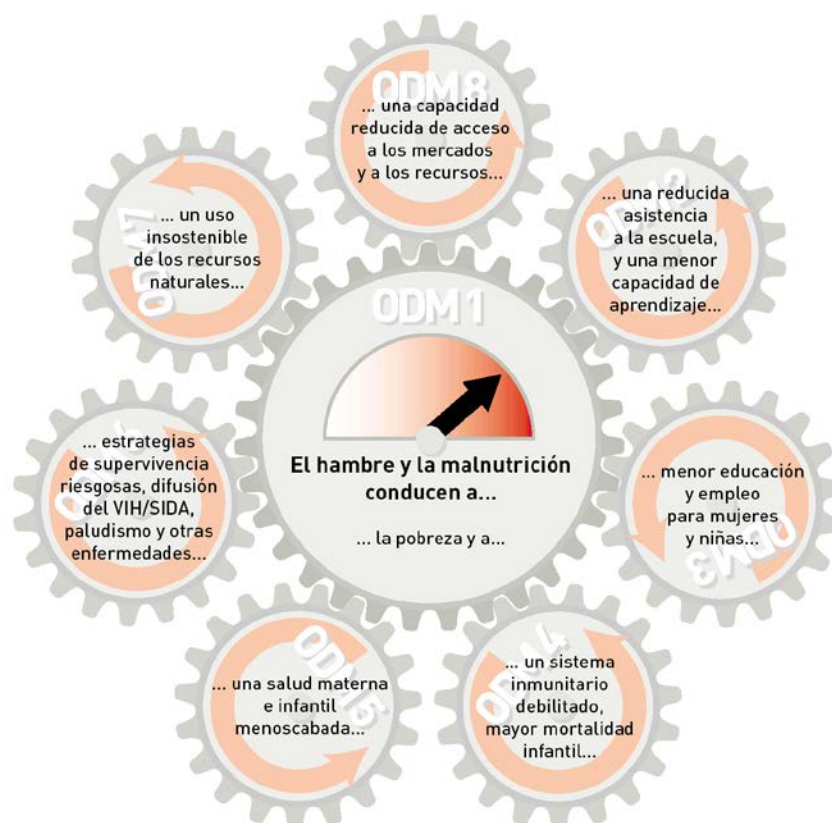 ODM8
... una capacidad
reducida de acceso
a los mercados
y a los recursos...
ODM2
... una reducida
asistencia
a la escuela,
y una menor
capacidad de
aprendizaje...
ODM7
... un uso
insostenible
de los recursos
naturales...
ODM1
El hambre y la malnutrición
conducen a...
... la pobreza y a...
ODM3
... menor educación
y empleo
para mujeres
y niñas...
ODM6
... estrategias
de supervivencia
riesgosas, difusión
del VIH/SIDA,
paludismo y otras
enfermedades...
ODM4
... un sistema
inmunitario
debilitado,
mayor mortalidad
infantil...
ODM5
... una salud materna
e infantil
menoscabada...